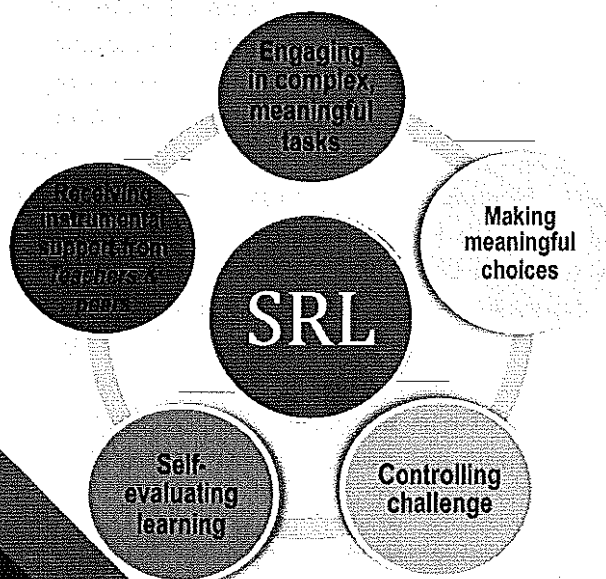 Engaging
in complex,
meaningful
tasks
Making
meaningful
choices
Controlling
challenge
Self-
evaluating
learning
Receiving
instrumental
support from
teachers &
peers
SRL